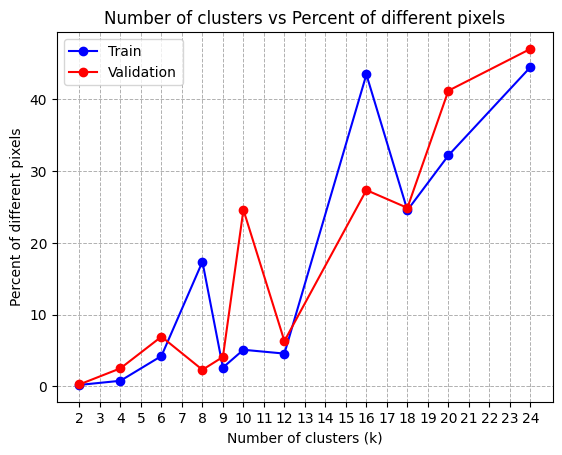 Number of clusters vs Percent of different pixels
Train
Validation
Percent of different pixels
40
30
20
10
0
2 3 4 5 6 7 8 9 10 11 12 13 14 15 16 17 18 19 20 21 22 23 24
Number of clusters (k)